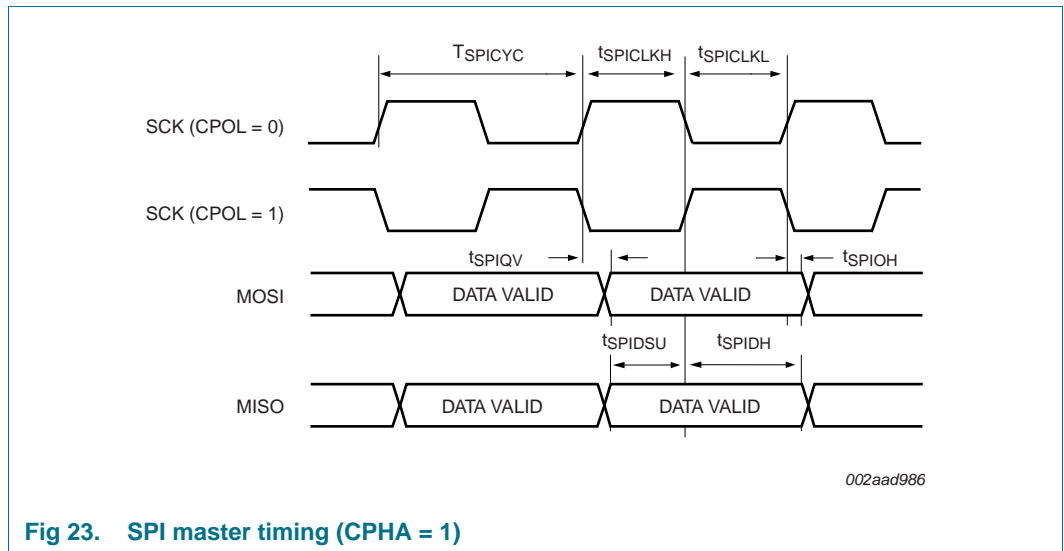 TSPICYC tSPICLKH tSPICLKL
SCK (CPOL = 0)
SCK (CPOL = 1)
tSPIQV tSPIOH
MOSI DATA VALID DATA VALID
tSPIDSU tSPIDH
MISO DATA VALID DATA VALID
002aad986
Fig 23. SPI master timing (CPHA = 1)